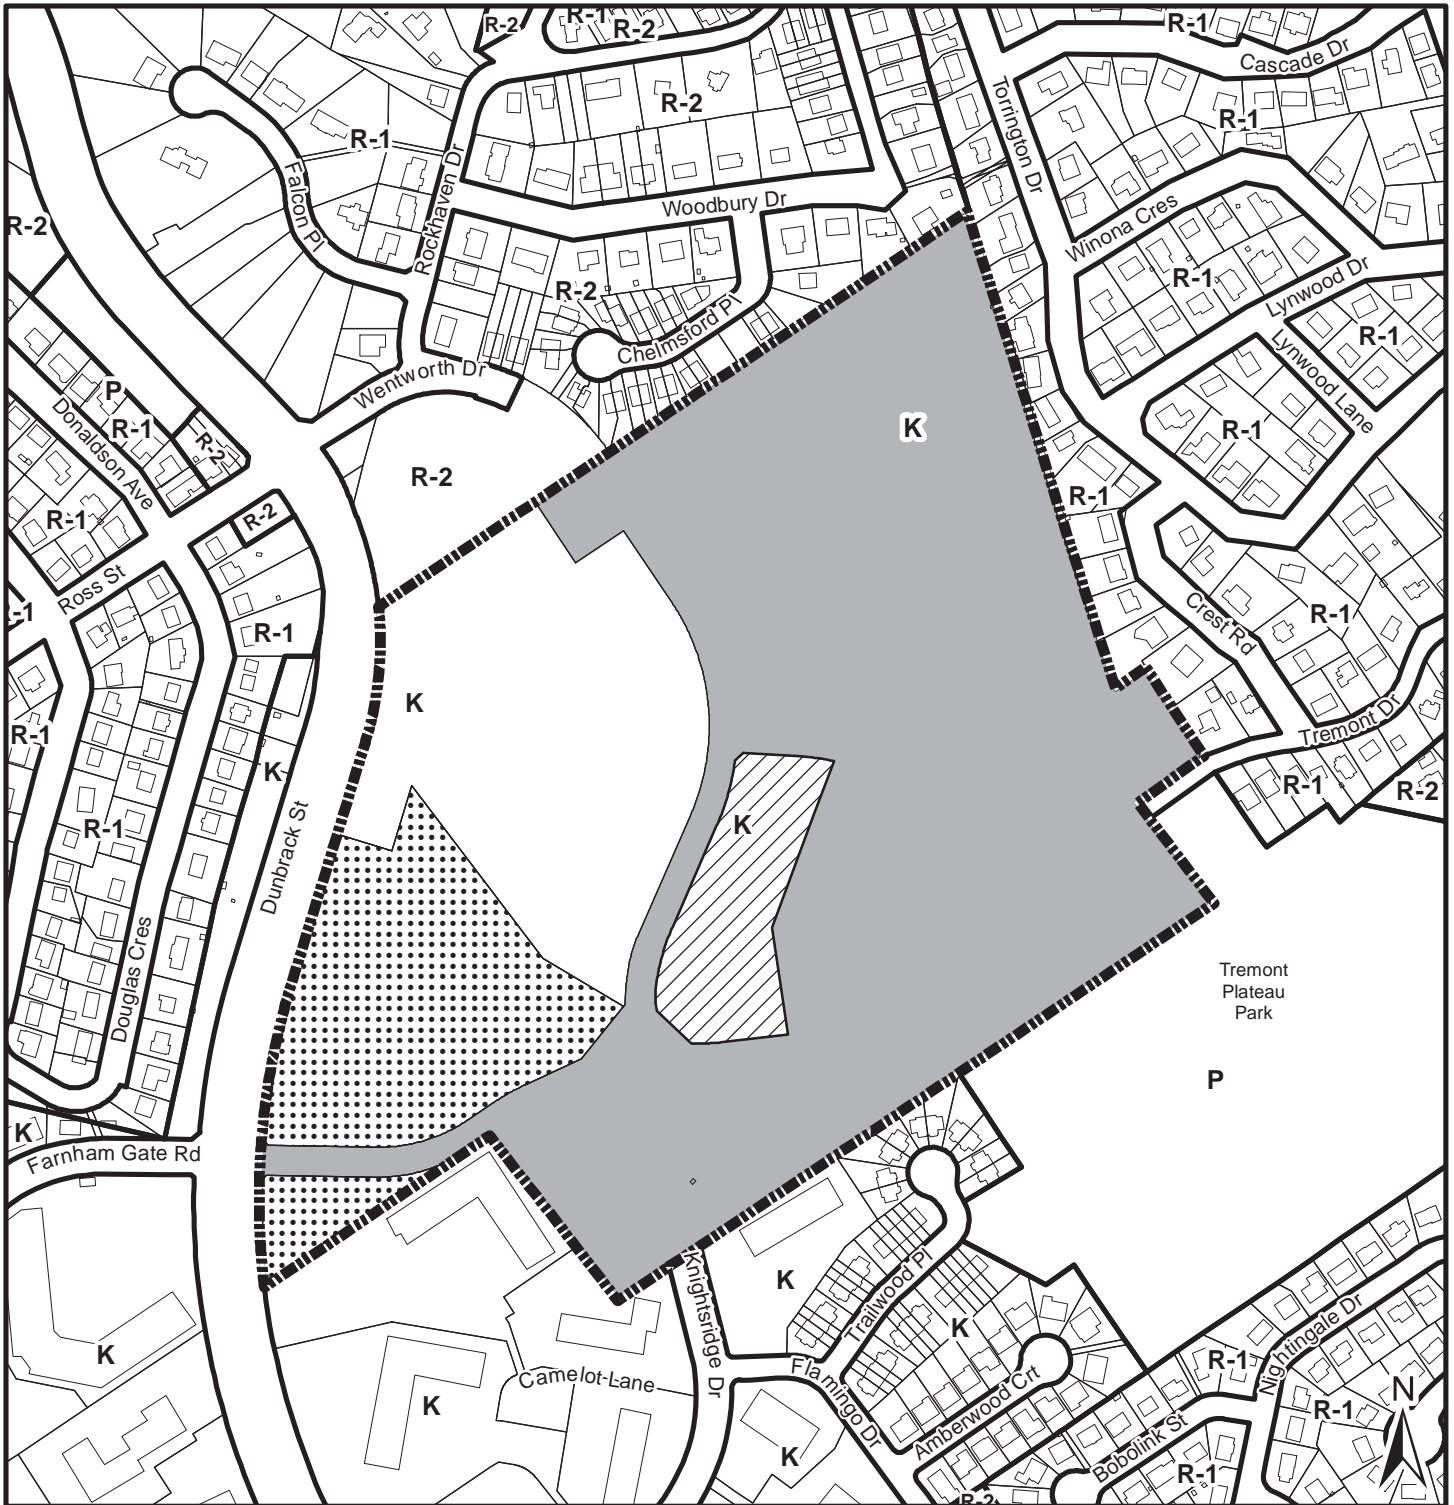 R-2
R-1
R-2
R-1
Cascade Dr
R-2
R-1
R-1
Torrington Dr
Falcon Pl
Rockhaven Dr
Woodbury Dr
Winona Cres
R-2
R-2
R-1
Lynwood Dr
Chelmsford Pl
R-1
Lynwood Lane
Wentworth Dr
P
Donaldson Ave
R-1
R-2
K
R-1
R-2
R-1
R-1
R-2
Ross St
R-1
R-1
Crest Rd
R-1
K
Tremont Dr
R-1
K
R-1
R-2
R-1
K
Dunbrack St
Douglas Cres
Tremont
Plateau
Park
P
K
Farnham Gate Rd
Knightsridge Dr
K
Trailwood Pl
K
K
Flamingo Dr
Camelot Lane
K
Amberwood Crt
R-1
Nightingale Dr
R-1
N
K
Bobolink St
R-1
R-2